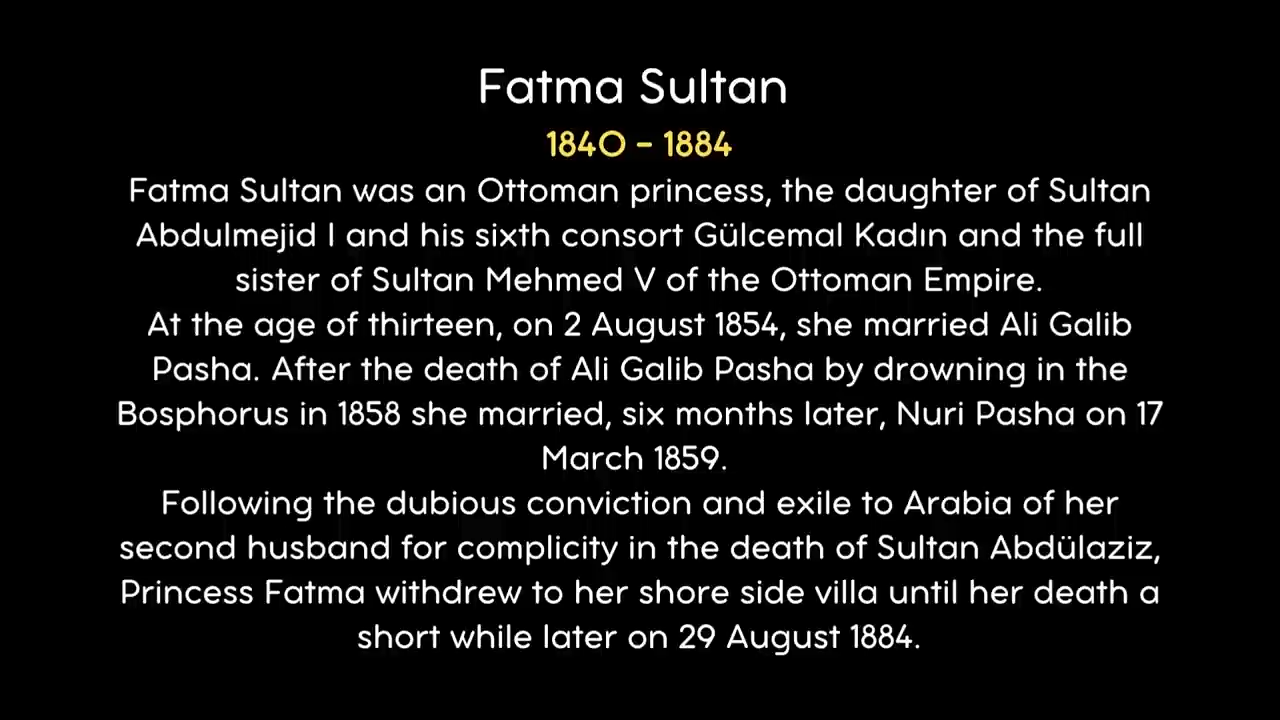 Fatma Sultan
1840 - 1884
Fatma Sultan was an Ottoman princess, the daughter of Sultan
Abdulmejid I and his sixth consort Gülcemal Kadın and the full
sister of Sultan Mehmed V of the Ottoman Empire.
At the age of thirteen, on 2 August 1854, she married Ali Galib
Pasha. After the death of Ali Galib Pasha by drowning in the
Bosphorus in 1858 she married, six months later, Nuri Pasha on 17
March 1859.
Following the dubious conviction and exile to Arabia of her
second husband for complicity in the death of Sultan Abdülaziz,
Princess Fatma withdrew to her shore side villa until her death a
short while later on 29 August 1884.